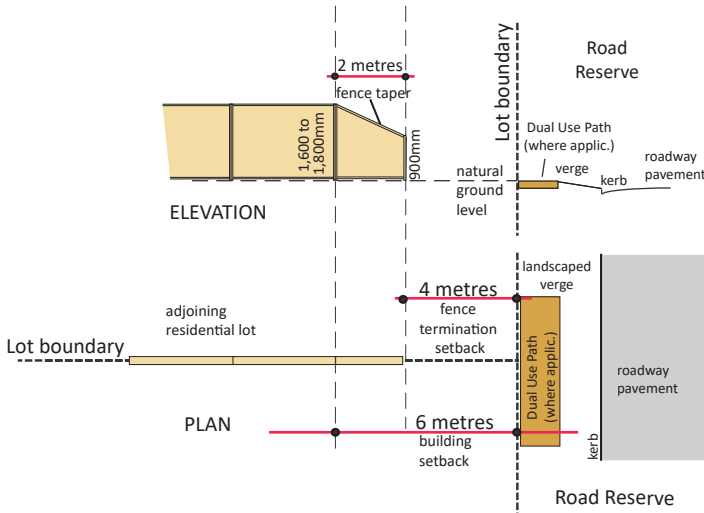 2 metres
fence taper
1,600 to
1,800mm
900mm
Lot boundary
Road
Reserve
Dual Use Path
(where applic.)
verge
kerb
roadway
pavement
natural
ground
level
ELEVATION
4 metres
fence
termination
setback
landscaped
verge
adjoining
residential lot
Lot boundary
Dual Use Path
(where applic.)
roadway
pavement
PLAN
6 metres
building
setback
kerb
Road Reserve